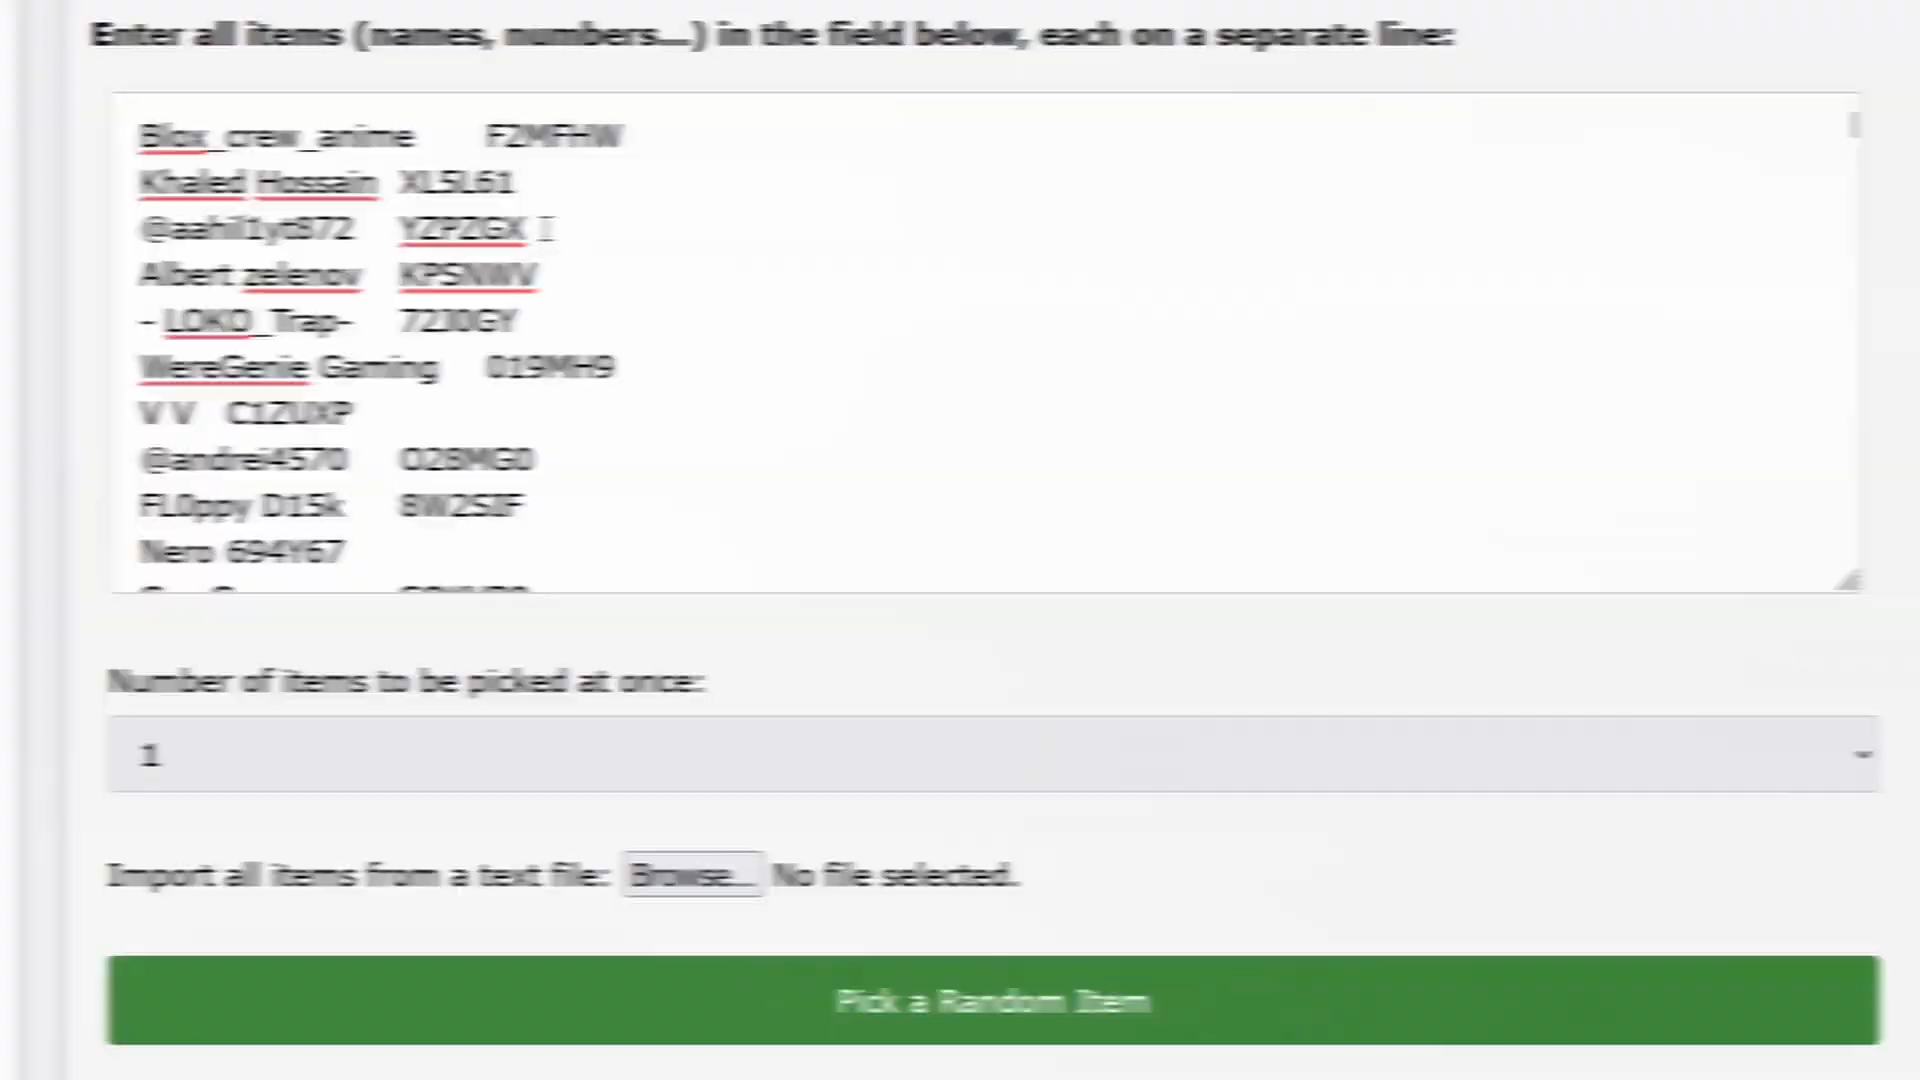 Enter all items (names, numbers...) in the field below, each on a separate line:
Blox_crew_anime F2MFHW
Khaled Hossain XL5L61
@aahil1yt872 YZPZGX
Albert zelenov KPSNWV
- LOKO_Trap- 72J0GY
WereGenie Gaming 019MH9
V V C1ZUXP
@andrei4570 O28MG0
FL0ppy D15k
Nero 694Y67
Number of items to be picked at once:
1
Import all items from a text file: Browse... No file selected.
Pick a Random Item